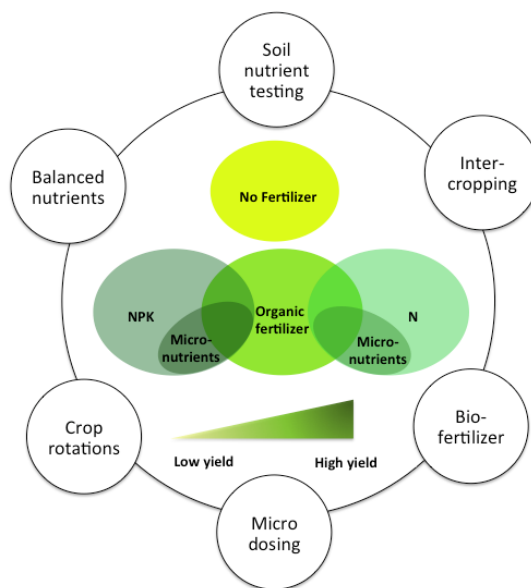 Soil
nutrient
testing
Balanced
nutrients
Inter-
cropping
No Fertilizer
NPK
Organic
fertilizer
N
Micro-
nutrients
Micro-
nutrients
Crop
rotations
Bio-
fertilizer
Low yield
High yield
Micro
dosing